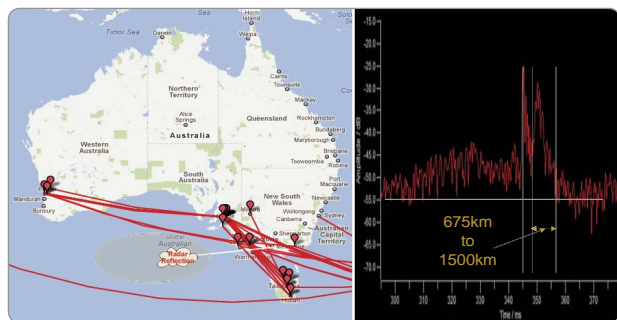 Sea
Timor Sea
Horn
Island
Weipa
Darwin
Cairns
Townsville
Northern
Territory
Mackay
Alice
Springs
Queensland
Rockhampton
Bundaberg
Maryborough
Western
Australia
Australia
Brisbane
Toowoomba
Robina
South
Australia
Port
Macquarie
New South
Wales
Newcastle
Mandurah
Bunbury
Wollongong
Sydney
Canberra
Australian
Capital
Territory
Great
Australian
Radar
Reflection
Hobart
-15.0
-20.0
-25.0
-30.0
-35.0
-40.0
-45.0
-50.0
-55.0
-60.0
-65.0
-70.0
Amplitude / dB
675km
to
1500km
300
310
320
330
340
350
360
370
Time / ms